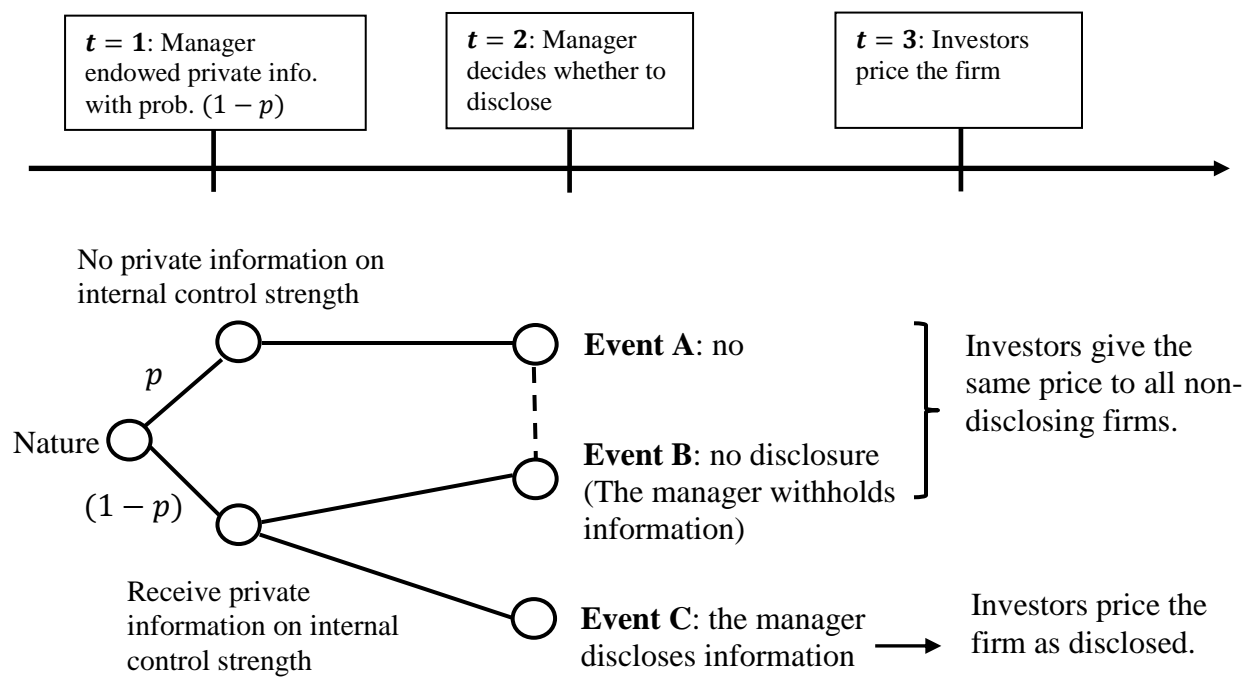 t = 1: Manager
endowed private info.
with prob. (1 − p)
t = 2: Manager
decides whether to
disclose
t = 3: Investors
price the firm
No private information on
internal control strength
p
Nature
(1 − p)
Receive private
information on internal
control strength
Event A: no
Event B: no disclosure
(The manager withholds
information)
Event C: the manager
discloses information
Investors give the
same price to all non-
disclosing firms.
Investors price the
firm as disclosed.